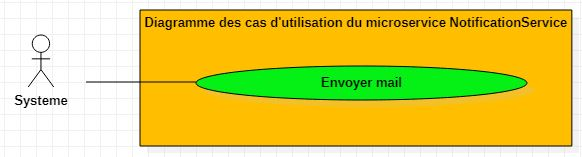 Diagramme des cas d'utilisation du microservice NotificationService
Envoyer mail
Systeme